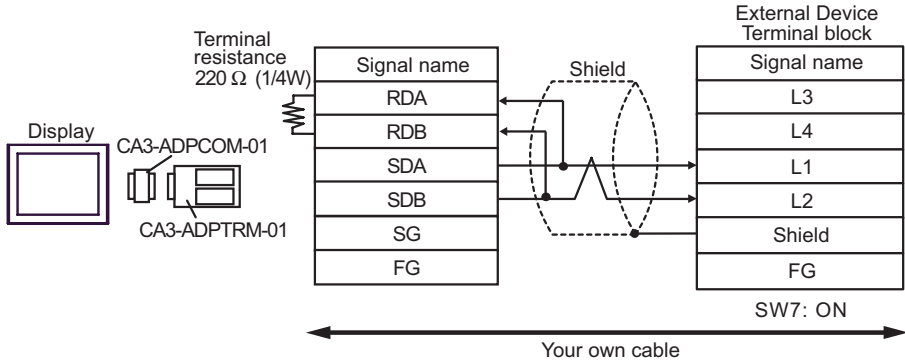 External Device
Terminal block
Terminal
resistance
220 Ω (1/4W)
Signal name
RDA
RDB
SDA
SDB
SG
FG
Shield
Signal name
L3
L4
L1
L2
Shield
FG
Display
CA3-ADPCOM-01
CA3-ADPTRM-01
SW7: ON
Your own cable